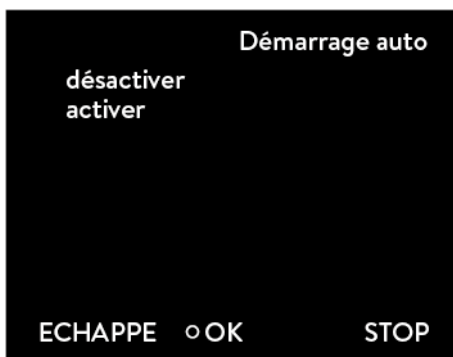 Démarrage auto
désactiver
activer
ECHAPPE ○ OK STOP